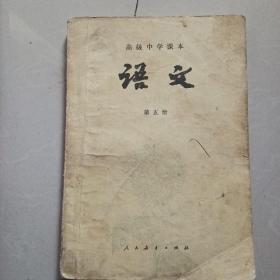 高级中学课本
语文
第五册
人民教育出版社